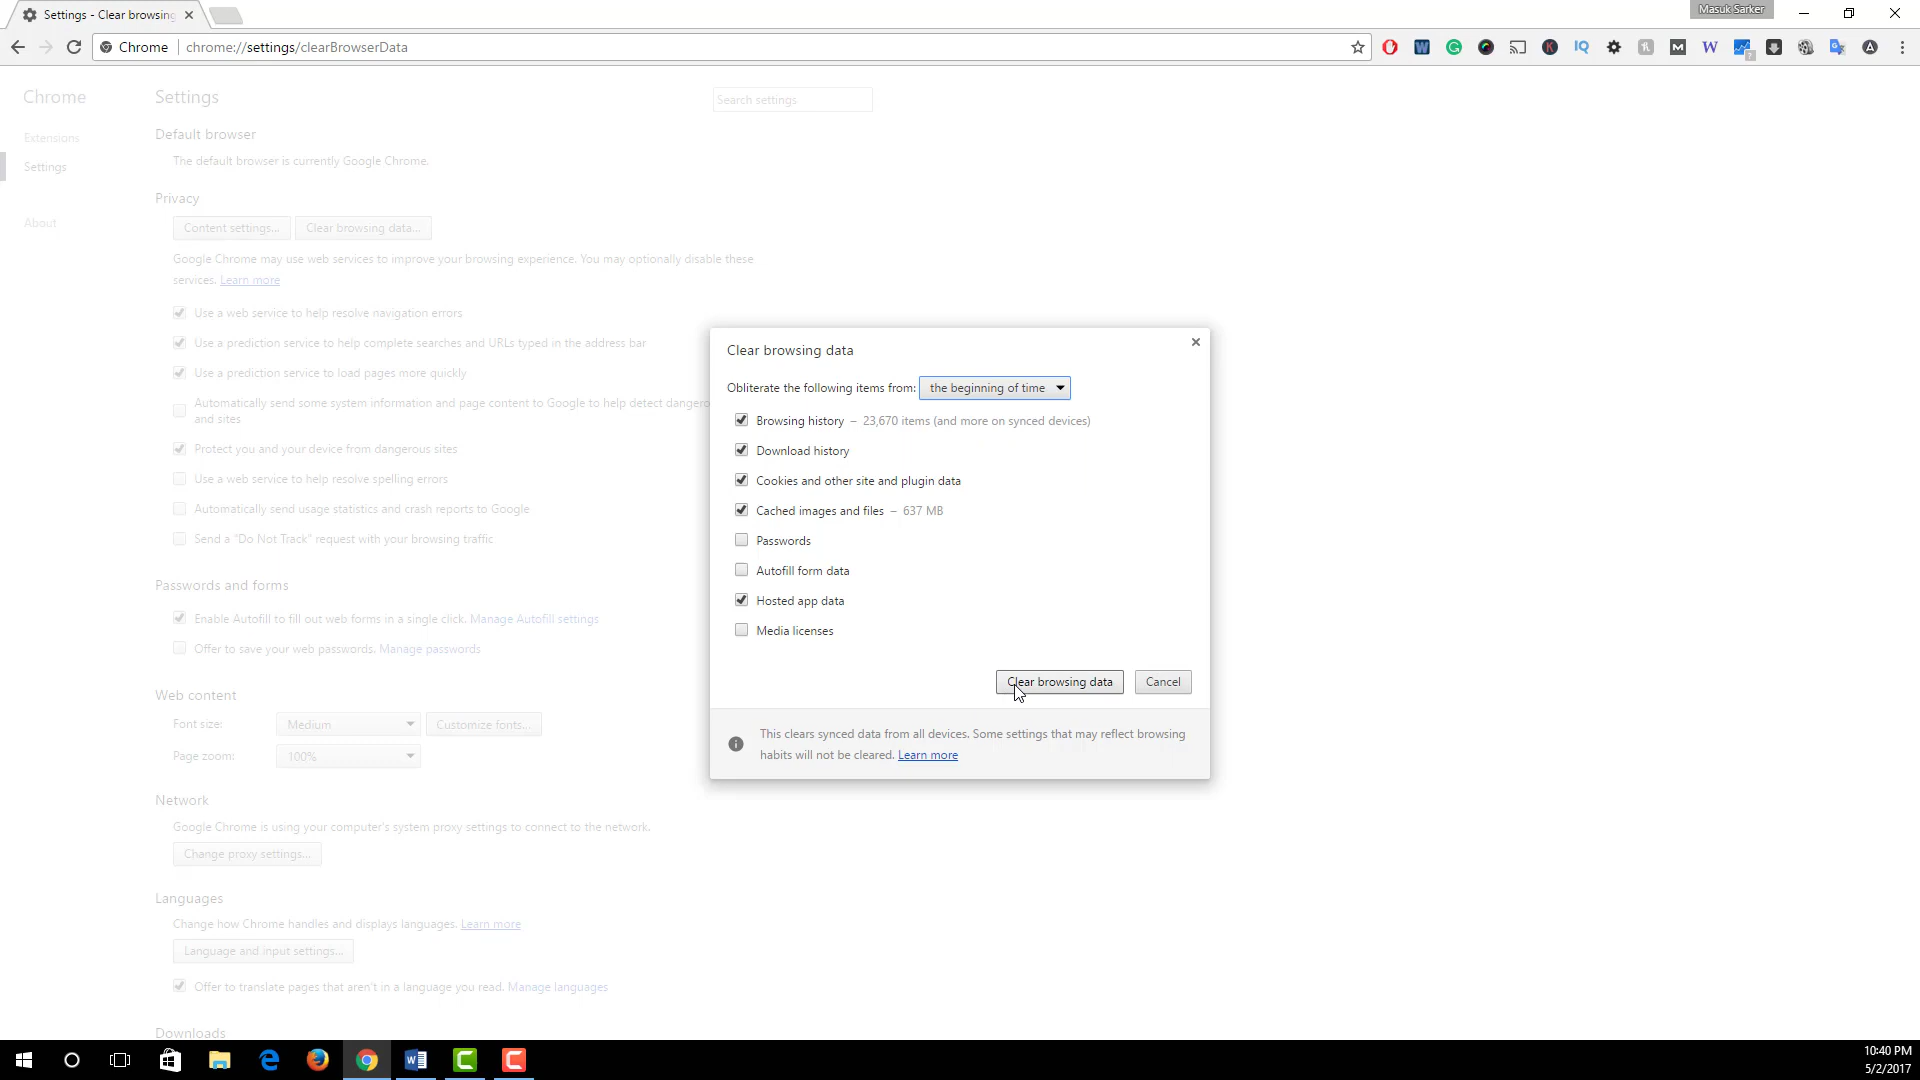 Settings - Clear browsing
Masuk Sarker
Chrome
chrome://settings/clearBrowserData
Chrome
Settings
Search settings
Extensions
Settings
About
Default browser
The default browser is currently Google Chrome.
Privacy
Content settings...
Clear browsing data...
Google Chrome may use web services to improve your browsing experience. You may optionally disable these
services. Learn more
Use a web service to help resolve navigation errors
Use a prediction service to help complete searches and URLs typed in the address bar
Use a prediction service to load pages more quickly
Automatically send some system information and page content to Google to help detect dangero
and sites
Protect you and your device from dangerous sites
Use a web service to help resolve spelling errors
Automatically send usage statistics and crash reports to Google
Send a "Do Not Track" request with your browsing traffic
Passwords and forms
Enable Autofill to fill out web forms in a single click. Manage Autofill settings
Offer to save your web passwords. Manage passwords
Web content
Font size: Medium Customize fonts...
Page zoom: 100%
Network
Google Chrome is using your computer's system proxy settings to connect to the network.
Change proxy settings...
Languages
Change how Chrome handles and displays languages. Learn more
Language and input settings...
Offer to translate pages that aren't in a language you read. Manage languages
Downloads
Clear browsing data
Obliterate the following items from: the beginning of time
Browsing history – 23,670 items (and more on synced devices)
Download history
Cookies and other site and plugin data
Cached images and files – 637 MB
Passwords
Autofill form data
Hosted app data
Media licenses
Clear browsing data
Cancel
This clears synced data from all devices. Some settings that may reflect browsing
habits will not be cleared. Learn more
10:40 PM
5/2/2017